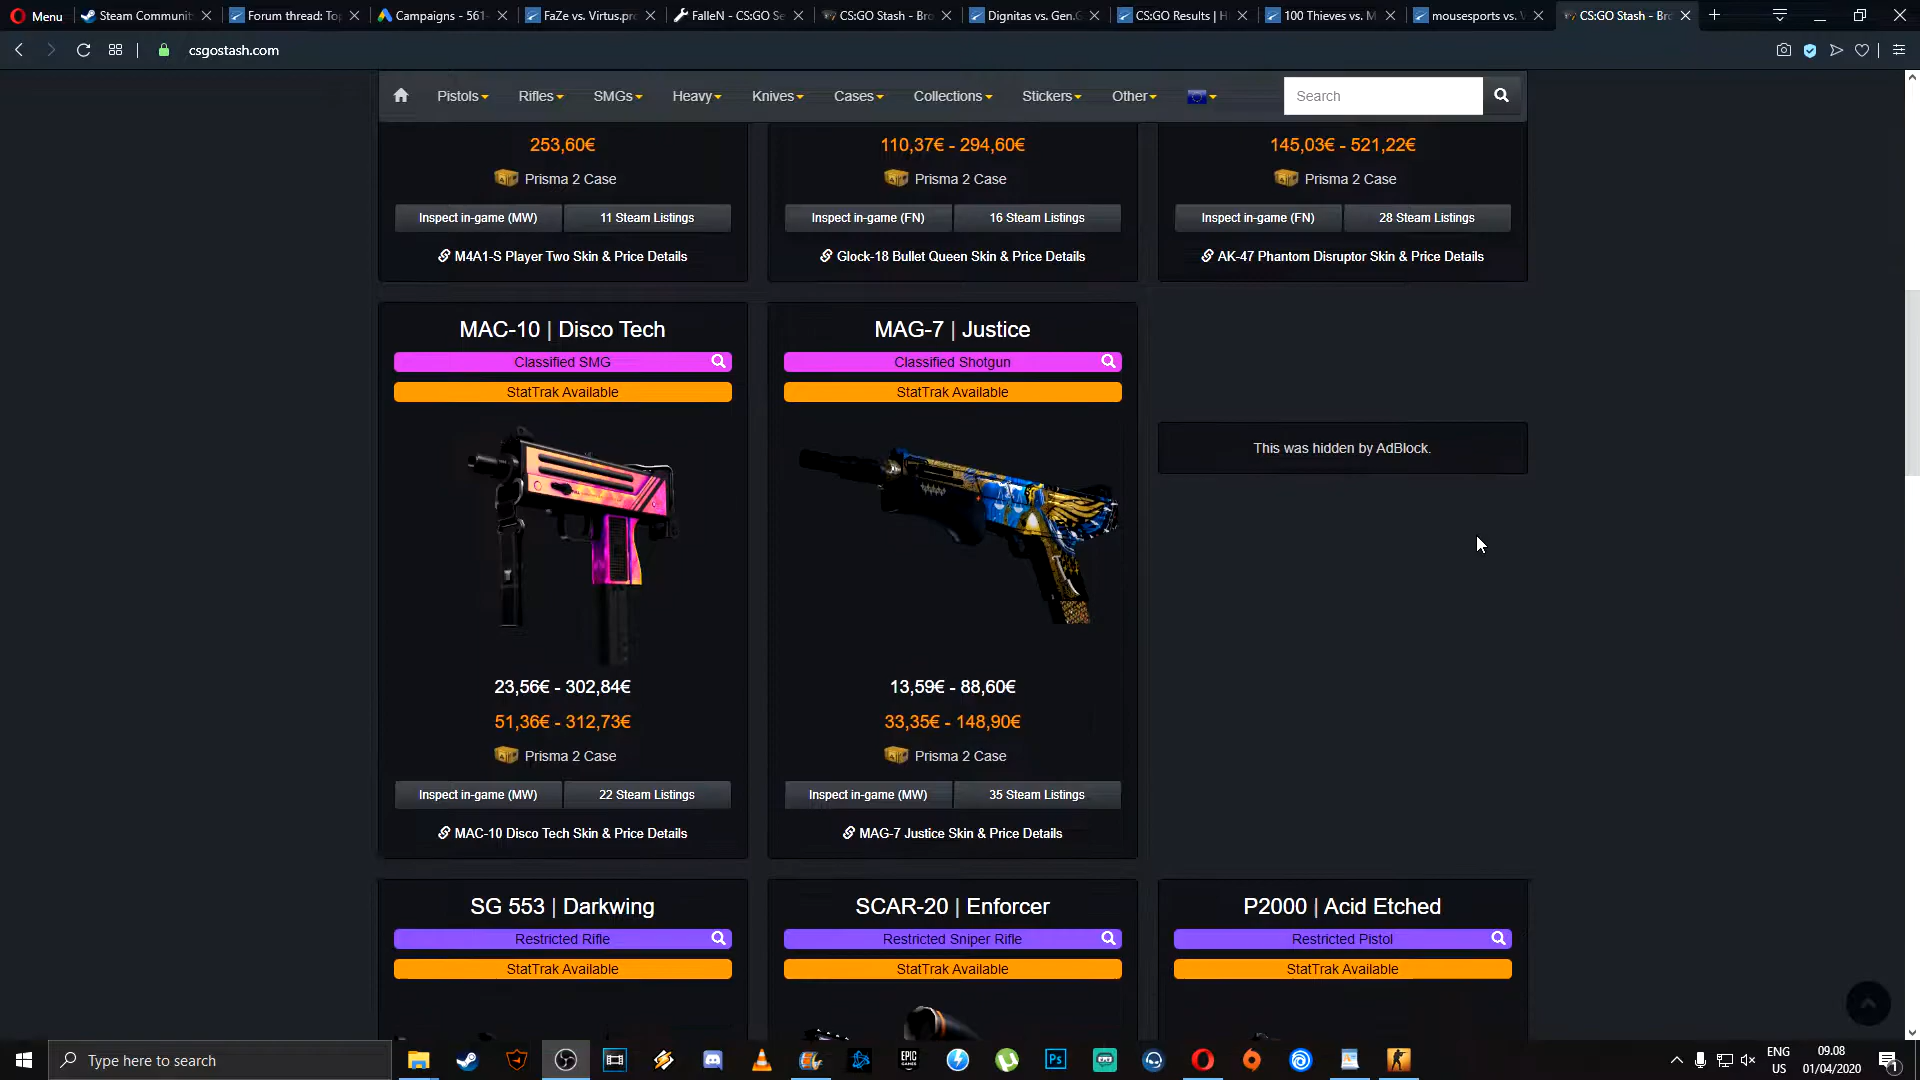 Menu
Steam Communit
Forum thread: To
Campaigns - 561-
FaZe vs. Virtus.pr
FalleN - CS:GO Se
CS:GO Stash - Bro
Dignitas vs. Gen.G
CS:GO Results | H
100 Thieves vs. M
mousesports vs.
CS:GO Stash - Bro
csgostash.com
Pistols
Rifles
SMGs
Heavy
Knives
Cases
Collections
Stickers
Other
Search
253,60€
110,37€ - 294,60€
145,03€ - 521,22€
Prisma 2 Case
Prisma 2 Case
Prisma 2 Case
Inspect in-game (MW)
11 Steam Listings
Inspect in-game (FN)
16 Steam Listings
Inspect in-game (FN)
28 Steam Listings
M4A1-S Player Two Skin & Price Details
Glock-18 Bullet Queen Skin & Price Details
AK-47 Phantom Disruptor Skin & Price Details
MAC-10 | Disco Tech
Classified SMG
StatTrak Available
23,56€ - 302,84€
51,36€ - 312,73€
Prisma 2 Case
Inspect in-game (MW)
22 Steam Listings
MAC-10 Disco Tech Skin & Price Details
MAG-7 | Justice
Classified Shotgun
StatTrak Available
13,59€ - 88,60€
33,35€ - 148,90€
Prisma 2 Case
Inspect in-game (MW)
35 Steam Listings
MAG-7 Justice Skin & Price Details
This was hidden by AdBlock.
SG 553 | Darkwing
Restricted Rifle
StatTrak Available
SCAR-20 | Enforcer
Restricted Sniper Rifle
StatTrak Available
P2000 | Acid Etched
Restricted Pistol
StatTrak Available
Type here to search
EPIC GAMES
Ps
ENG
US
09.08
01/04/2020
1